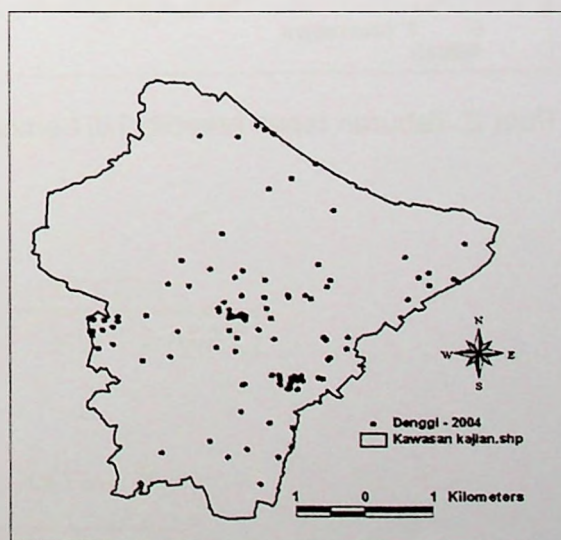 N
W E
S
Denggi - 2004
Kawasan kajian.shp
1 0 1 Kilometers